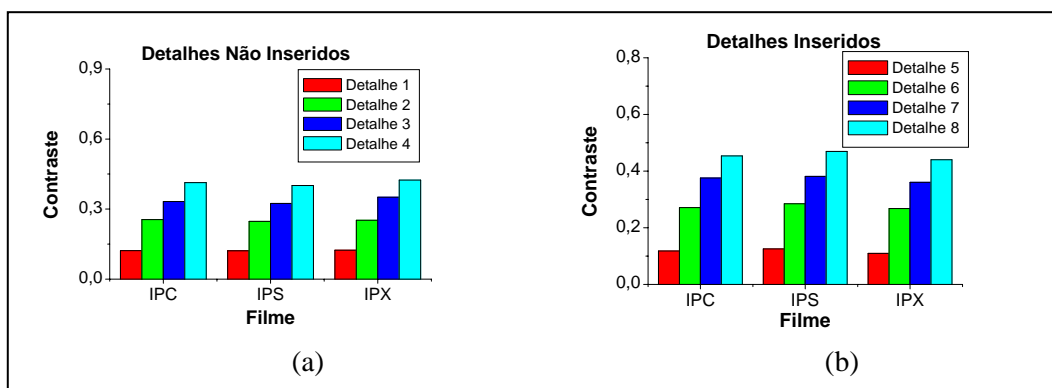 Detalhes Não Inseridos
0,9
0,6
0,3
0,0
Contraste
Detalhe 1
Detalhe 2
Detalhe 3
Detalhe 4
IPC IPS IPX
Filme
(a)
Detalhes Inseridos
0,8
0,6
0,4
0,2
0,0
Contraste
Detalhe 5
Detalhe 6
Detalhe 7
Detalhe 8
IPC IPS IPX
Filme
(b)